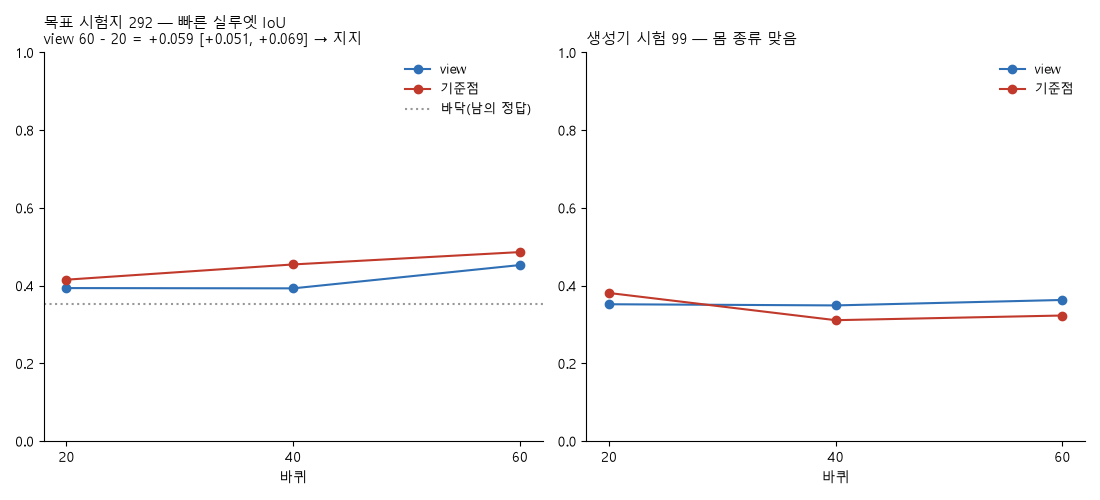 목표 시험지 292 — 빠른 실루엣 IoU
view 60 - 20 = +0.059 [+0.051, +0.069] → 지지
1.0
0.8
0.6
0.4
0.2
0.0
20
40
60
바퀴
view
기준점
바닥(남의 정답)
생성기 시험 99 — 몸 종류 맞음
1.0
0.8
0.6
0.4
0.2
0.0
20
40
60
바퀴
view
기준점